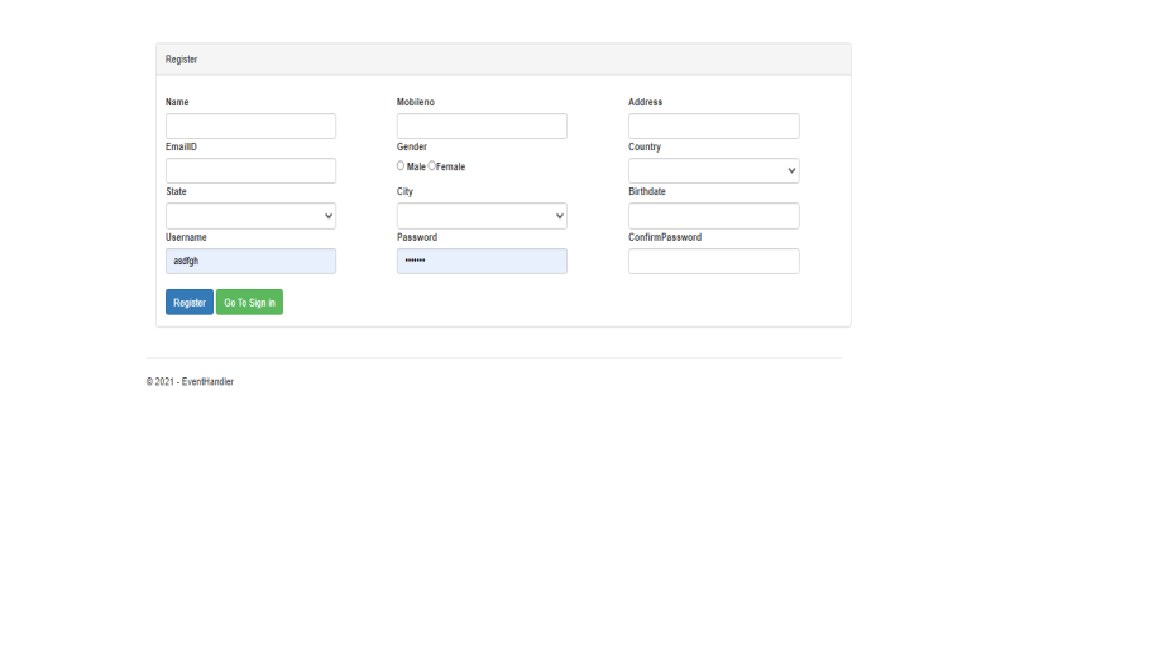 Register
Name Mobileno Address
EmailID Gender Country
Male Female
State City Birthdate
Username Password ConfirmPassword
asdfgh •••••••
Register Go To Sign in
© 2021 - EventHandler